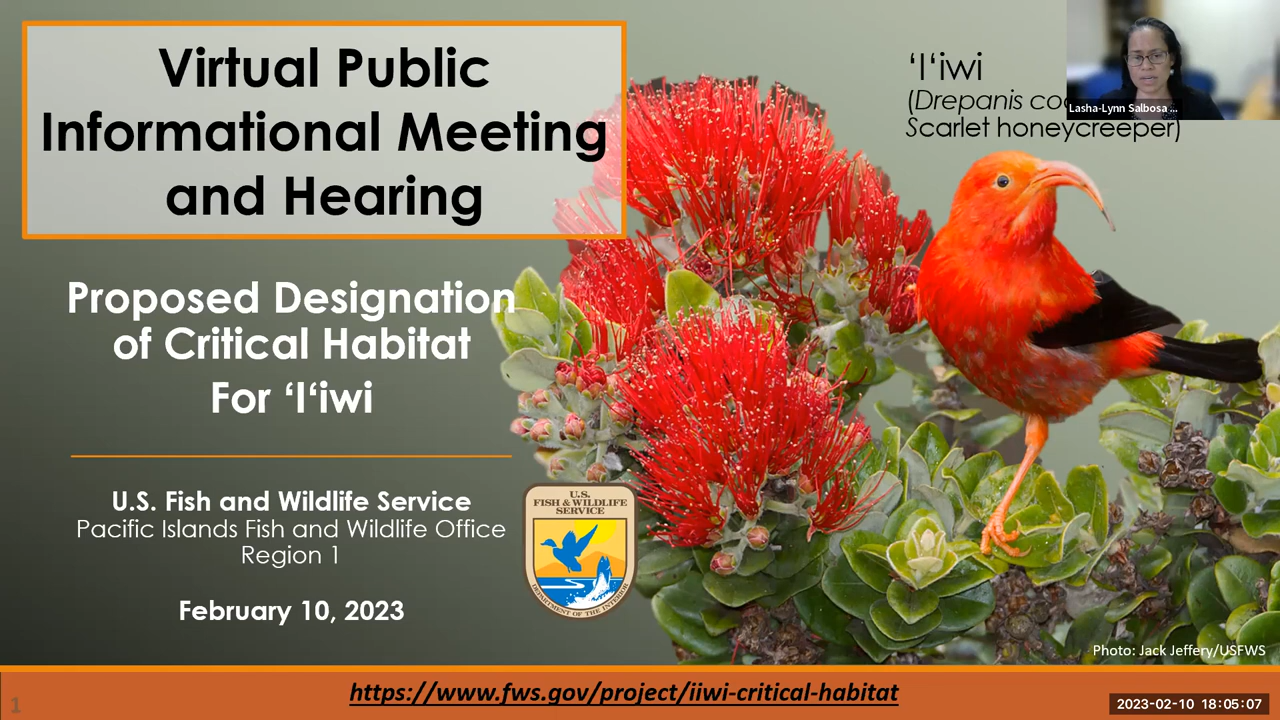 Virtual Public
Informational Meeting
and Hearing
‘I‘iwi
(Drepanis
Scarlet honeycreeper)
Lasha-Lynn Salbosa ...
Proposed Designation
of Critical Habitat
For ‘I‘iwi
U.S. Fish and Wildlife Service
Pacific Islands Fish and Wildlife Office
Region 1
February 10, 2023
U.S.
FISH & WILDLIFE
SERVICE
DEPARTMENT OF THE INTERIOR
Photo: Jack Jeffery/USFWS
https://www.fws.gov/project/iiwi-critical-habitat
1
2023-02-10 18:05:07